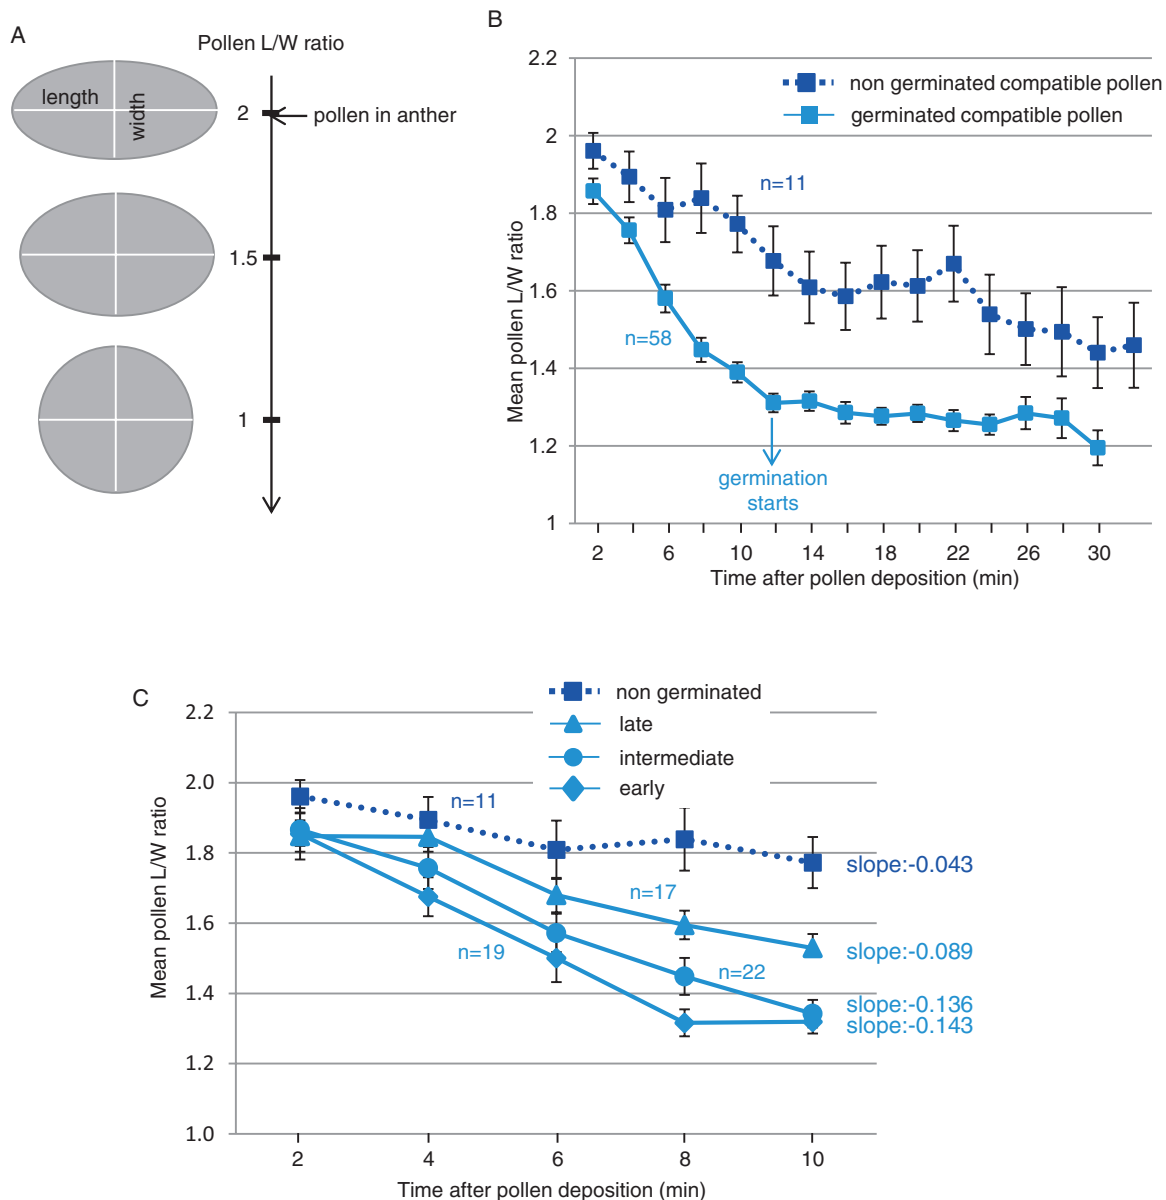 A
Pollen L/W ratio
length
width
2
pollen in anther
1.5
1
B
2.2
2
1.8
1.6
1.4
1.2
1
Mean pollen L/W ratio
non germinated compatible pollen
germinated compatible pollen
n=11
n=58
germination
starts
2 6 10 14 18 22 26 30
Time after pollen deposition (min)
C
non germinated
late
intermediate
early
2.2
2.0
1.8
1.6
1.4
1.2
1.0
Mean pollen L/W ratio
n=11
n=17
n=19
n=22
slope:-0.043
slope:-0.089
slope:-0.136
slope:-0.143
2 4 6 8 10
Time after pollen deposition (min)